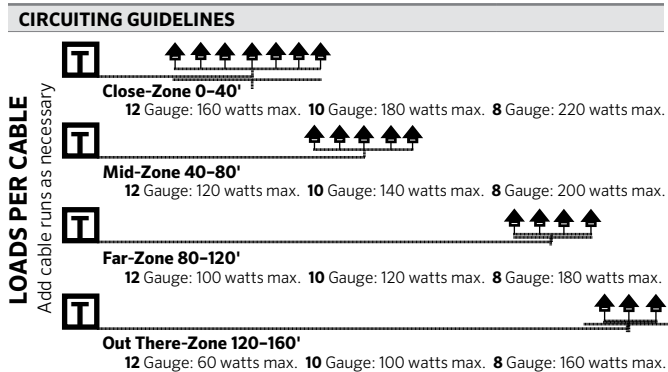 CIRCUITING GUIDELINES
LOADS PER CABLE
Add cable runs as necessary
T
Close-Zone 0–40'
12 Gauge: 160 watts max. 10 Gauge: 180 watts max. 8 Gauge: 220 watts max.
T
Mid-Zone 40–80'
12 Gauge: 120 watts max. 10 Gauge: 140 watts max. 8 Gauge: 200 watts max.
T
Far-Zone 80–120'
12 Gauge: 100 watts max. 10 Gauge: 120 watts max. 8 Gauge: 180 watts max.
T
Out There-Zone 120–160'
12 Gauge: 60 watts max. 10 Gauge: 100 watts max. 8 Gauge: 160 watts max.